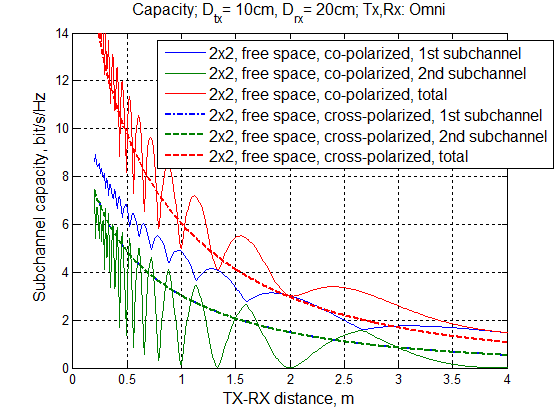 Capacity; Dtx= 10cm, Drx= 20cm; Tx,Rx: Omni
2x2, free space, co-polarized, 1st subchannel
2x2, free space, co-polarized, 2nd subchannel
2x2, free space, co-polarized, total
2x2, free space, cross-polarized, 1st subchannel
2x2, free space, cross-polarized, 2nd subchannel
2x2, free space, cross-polarized, total
Subchannel capacity, bit/s/Hz
14
12
10
8
6
4
2
0
0 0.5 1 1.5 2 2.5 3 3.5 4
TX-RX distance, m